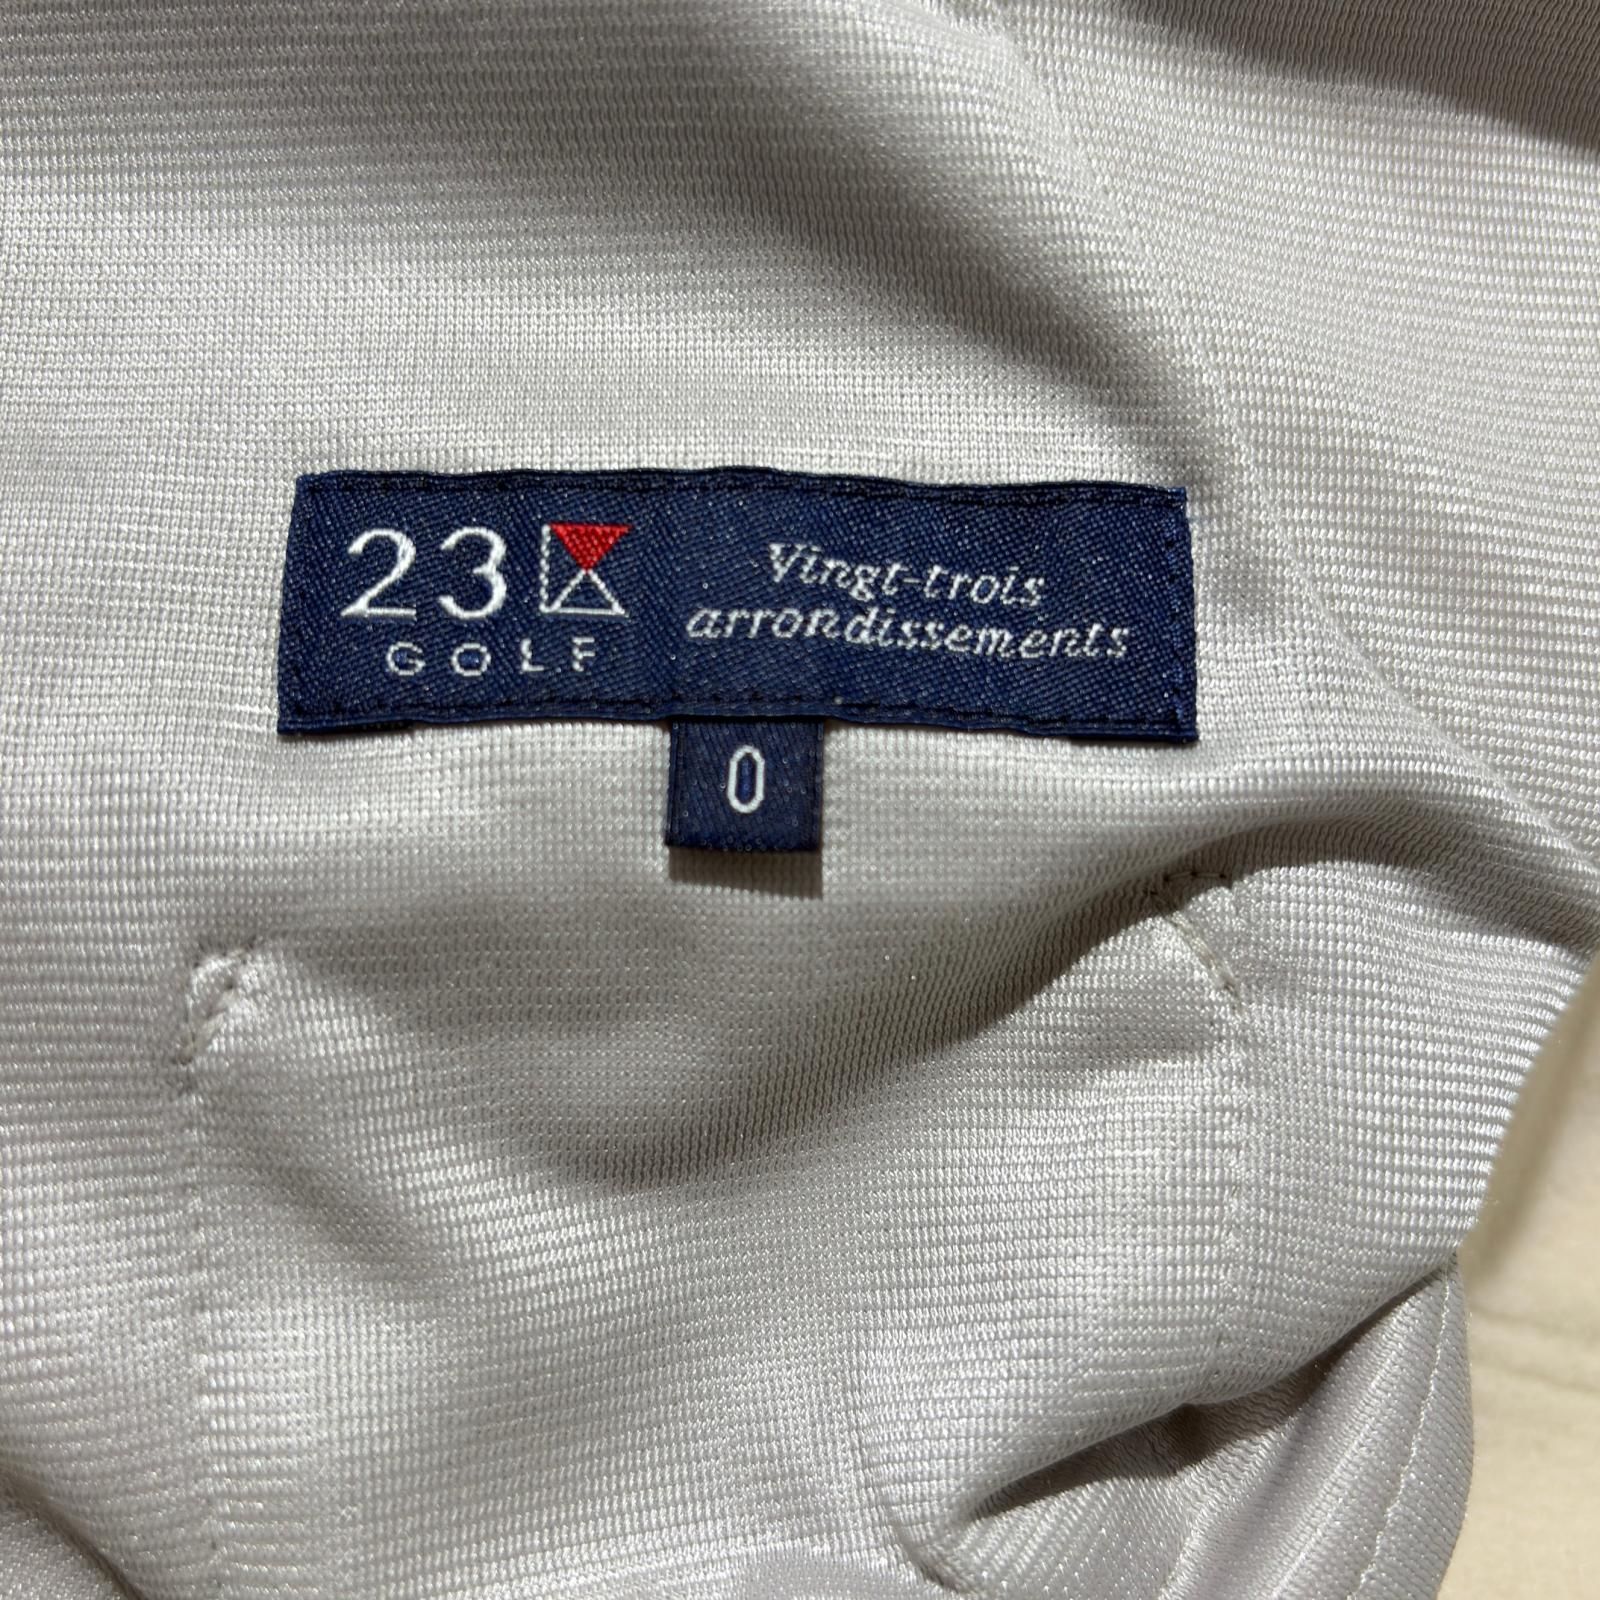 23
GOLF
Vingt-trois
arrondissements
0